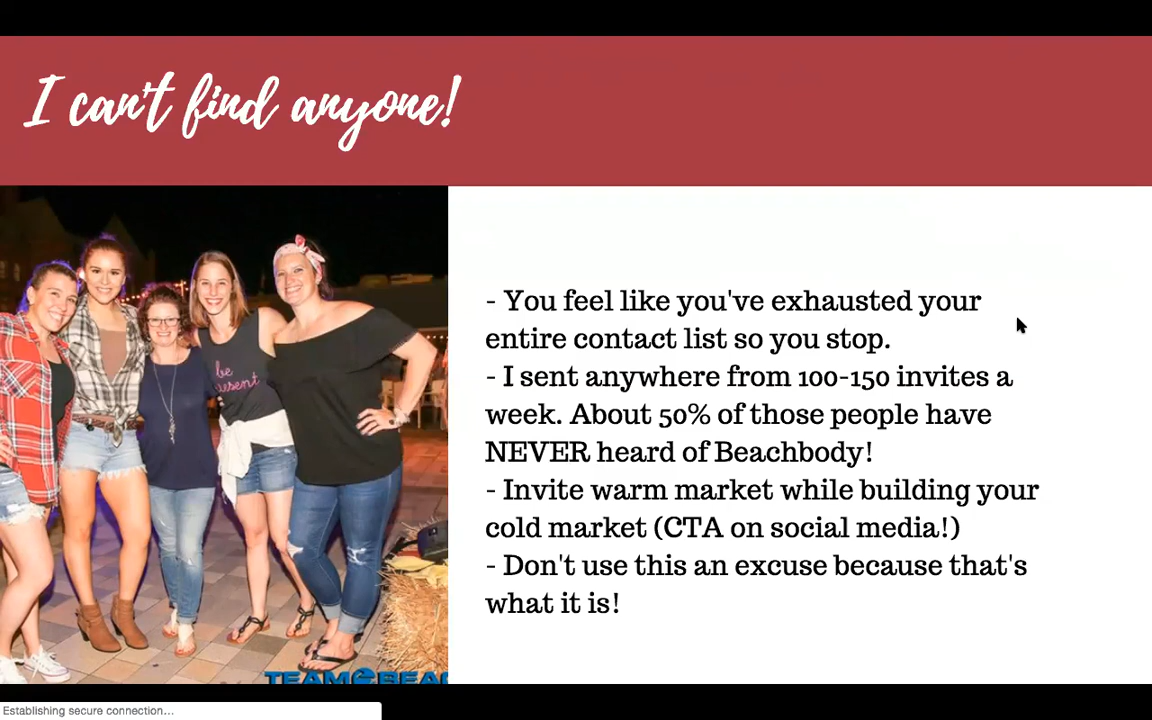 I can't find anyone!
be
present
- You feel like you've exhausted your
entire contact list so you stop.
- I sent anywhere from 100-150 invites a
week. About 50% of those people have
NEVER heard of Beachbody!
- Invite warm market while building your
cold market (CTA on social media!)
- Don't use this an excuse because that's
what it is!
TEAM BEA
Establishing secure connection...